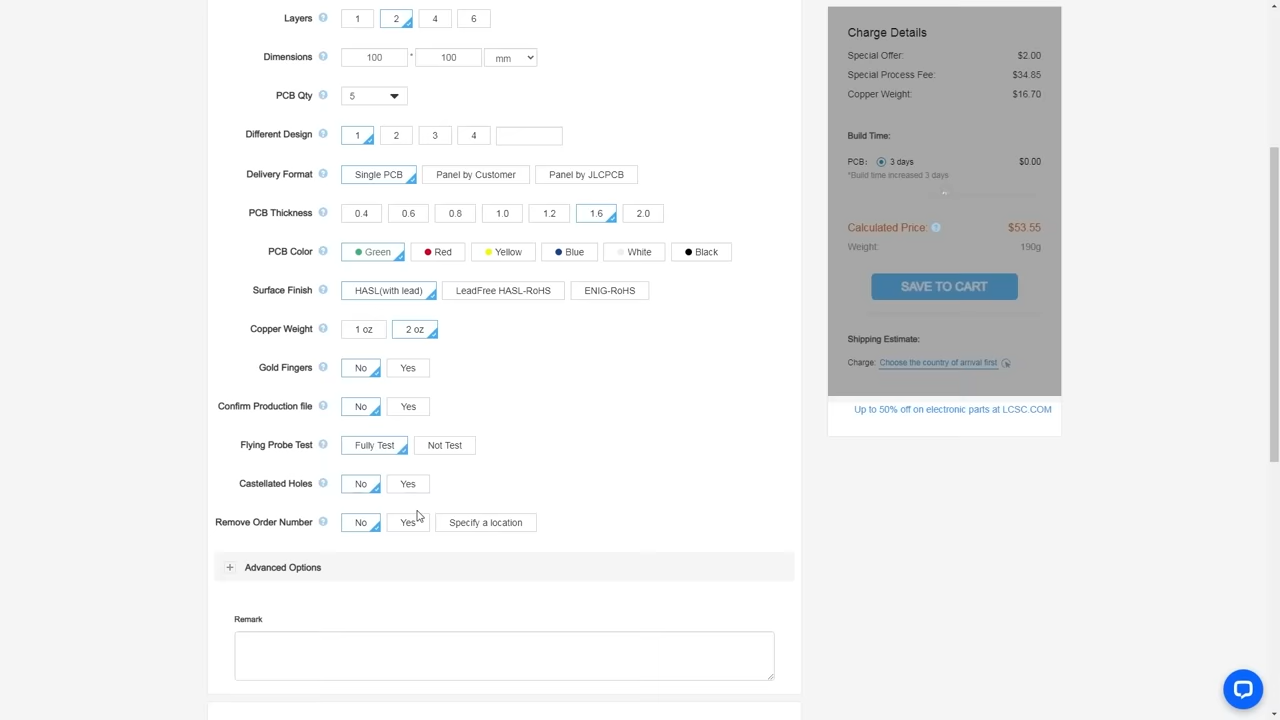 Layers 1 2 4 6
Dimensions 100 * 100 mm
PCB Qty 5
Different Design 1 2 3 4
Delivery Format Single PCB Panel by Customer Panel by JLCPCB
PCB Thickness 0.4 0.6 0.8 1.0 1.2 1.6 2.0
PCB Color Green Red Yellow Blue White Black
Surface Finish HASL(with lead) LeadFree HASL-RoHS ENIG-RoHS
Copper Weight 1 oz 2 oz
Gold Fingers No Yes
Confirm Production file No Yes
Flying Probe Test Fully Test Not Test
Castellated Holes No Yes
Remove Order Number No Yes Specify a location
+ Advanced Options
Remark
Charge Details
Special Offer: $2.00
Special Process Fee: $34.85
Copper Weight: $16.70
Build Time:
PCB: 3 days $0.00
*Build time increased 3 days
Calculated Price: $53.55
Weight: 190g
SAVE TO CART
Shipping Estimate:
Charge: Choose the country of arrival first
Up to 50% off on electronic parts at LCSC.COM